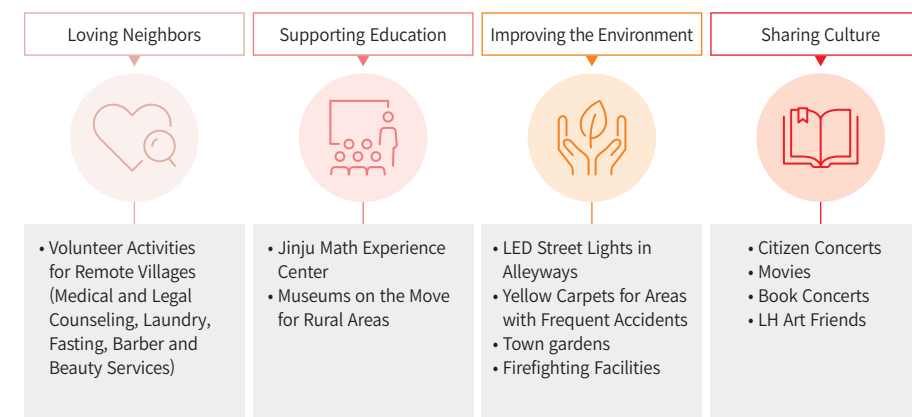 Loving Neighbors
Supporting Education
Improving the Environment
Sharing Culture
• Volunteer Activities
for Remote Villages
(Medical and Legal
Counseling, Laundry,
Fasting, Barber and
Beauty Services)
• Jinju Math Experience
Center
• Museums on the Move
for Rural Areas
• LED Street Lights in
Alleyways
• Yellow Carpets for Areas
with Frequent Accidents
• Town gardens
• Firefighting Facilities
• Citizen Concerts
• Movies
• Book Concerts
• LH Art Friends